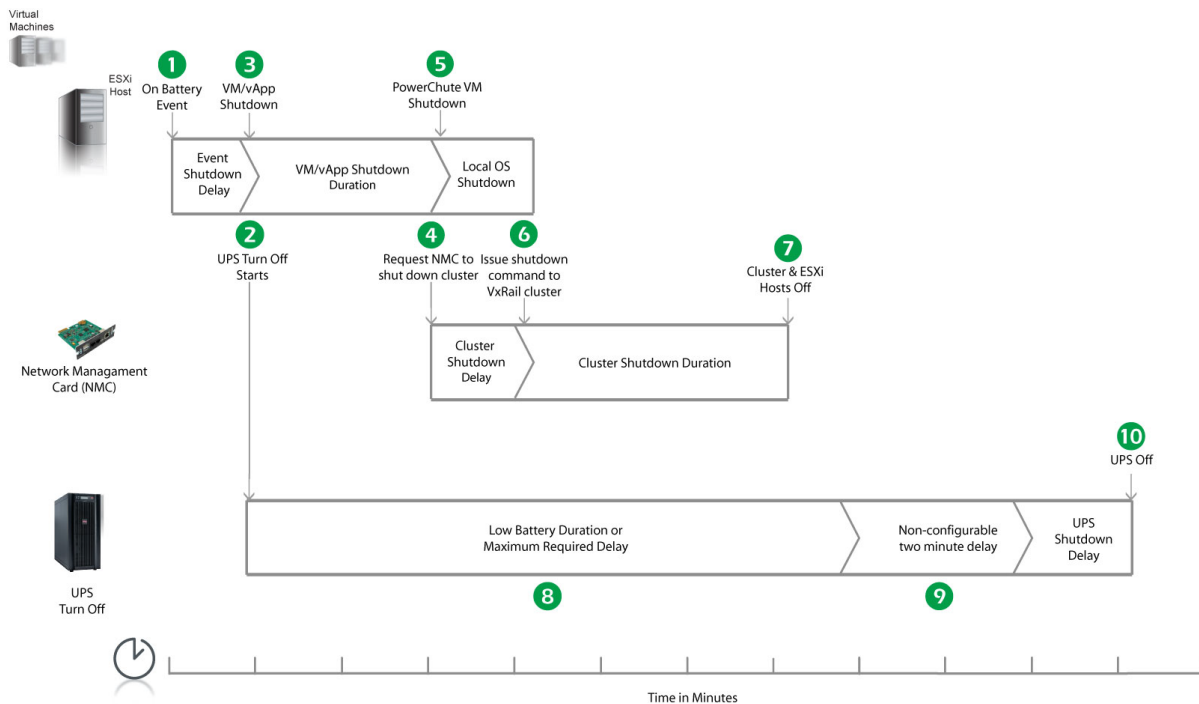 Virtual
Machines
ESXi
Host
1
On Battery
Event
3
VM/vApp
Shutdown
5
PowerChute VM
Shutdown
Event
Shutdown
Delay
VM/vApp Shutdown
Duration
Local OS
Shutdown
2
UPS Turn Off
Starts
4
Request NMC to
shut down cluster
6
Issue shutdown
command to
VxRail cluster
7
Cluster & ESXi
Hosts Off
Network Managament
Card (NMC)
Cluster
Shutdown
Delay
Cluster Shutdown Duration
10
UPS Off
UPS
Turn Off
Low Battery Duration or
Maximum Required Delay
Non-configurable
two minute delay
UPS
Shutdown
Delay
8
9
Time in Minutes